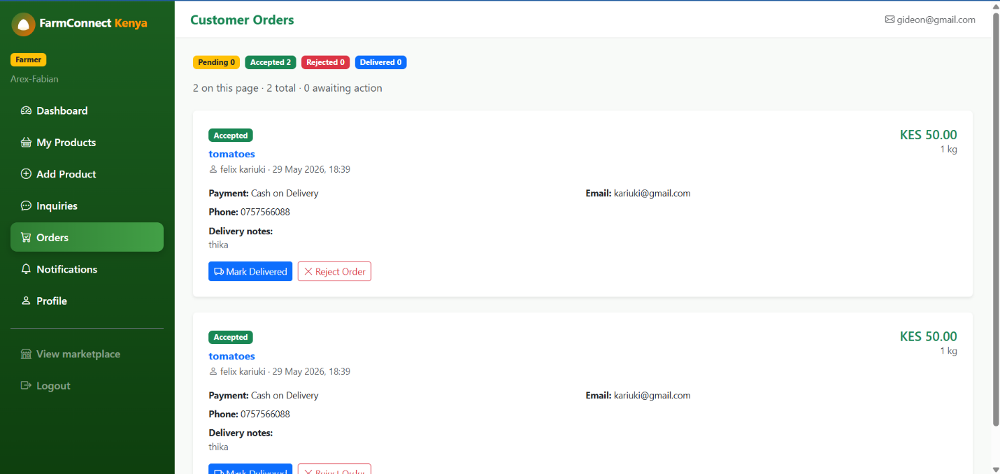 FarmConnect Kenya
Farmer
Arex-Fabian
Dashboard
My Products
Add Product
Inquiries
Orders
Notifications
Profile
View marketplace
Logout
Customer Orders
gideon@gmail.com
Pending 0 Accepted 2 Rejected 0 Delivered 0
2 on this page · 2 total · 0 awaiting action
Accepted
KES 50.00
tomatoes
1 kg
felix kariuki · 29 May 2026, 18:39
Payment: Cash on Delivery
Email: kariuki@gmail.com
Phone: 0757566088
Delivery notes:
thika
Mark Delivered
Reject Order
Accepted
KES 50.00
tomatoes
1 kg
felix kariuki · 29 May 2026, 18:39
Payment: Cash on Delivery
Email: kariuki@gmail.com
Phone: 0757566088
Delivery notes:
thika
Mark Delivered
Reject Order